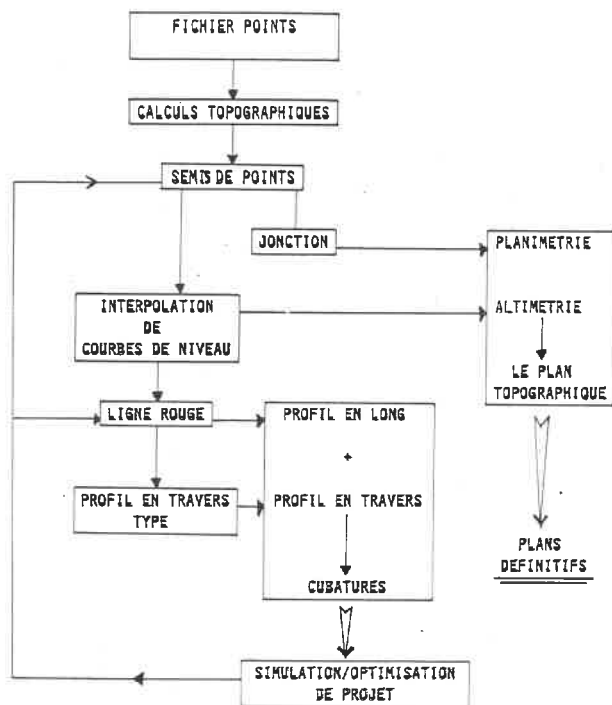 FICHIER POINTS
CALCULS TOPOGRAPHIQUES
SEMIS DE POINTS
JONCTION
PLANIMETRIE
INTERPOLATION
DE
COURBES DE NIVEAU
ALTIMETRIE
LE PLAN
TOPOGRAPHIQUE
LIGNE ROUGE
PROFIL EN LONG
+
PROFIL EN TRAVERS
TYPE
PROFIL EN TRAVERS
PLANS
DEFINITIFS
CUBATURES
SIMULATION/OPTIMISATION
DE PROJET